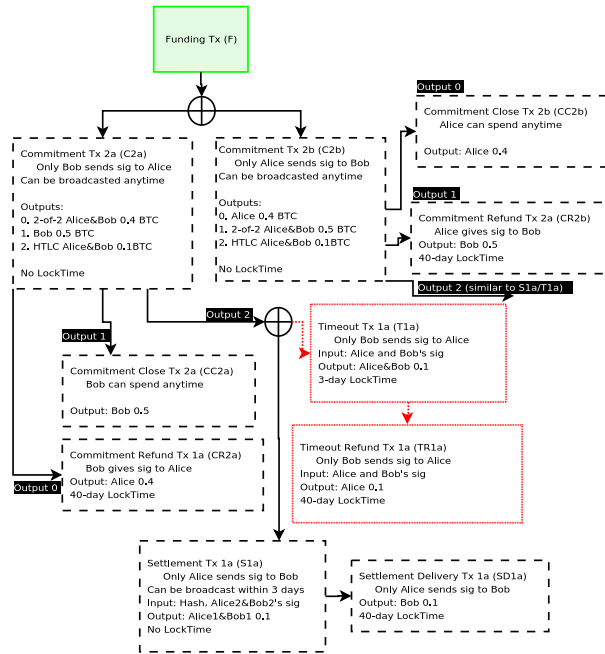 Funding Tx (F)
Output 0
Commitment Close Tx 2b (CC2b)
Alice can spend anytime
Output: Alice 0.4
Commitment Tx 2a (C2a)
Only Bob sends sig to Alice
Can be broadcasted anytime
Outputs:
0. 2-of-2 Alice&Bob 0.4 BTC
1. Bob 0.5 BTC
2. HTLC Alice&Bob 0.1BTC
No LockTime
Commitment Tx 2b (C2b)
Only Alice sends sig to Bob
Can be broadcasted anytime
Outputs:
0. Alice 0.4 BTC
1. 2-of-2 Alice&Bob 0.5 BTC
2. HTLC Alice&Bob 0.1BTC
No LockTime
Output 1
Commitment Refund Tx 2a (CR2b)
Alice gives sig to Bob
Output: Bob 0.5
40-day LockTime
Output 2 (similar to S1a/T1a)
Output 2
Output 1
Timeout Tx 1a (T1a)
Only Bob sends sig to Alice
Input: Alice and Bob's sig
Output: Alice&Bob 0.1
3-day LockTime
Commitment Close Tx 2a (CC2a)
Bob can spend anytime
Output: Bob 0.5
Timeout Refund Tx 1a (TR1a)
Only Bob sends sig to Alice
Input: Alice and Bob's sig
Output: Alice 0.1
40-day LockTime
Commitment Refund Tx 1a (CR2a)
Bob gives sig to Alice
Output: Alice 0.4
40-day LockTime
Output 0
Settlement Tx 1a (S1a)
Only Alice sends sig to Bob
Can be broadcast within 3 days
Input: Hash, Alice2&Bob2's sig
Output: Alice1&Bob1 0.1
No LockTime
Settlement Delivery Tx 1a (SD1a)
Only Alice sends sig to Bob
Output: Bob 0.1
40-day LockTime